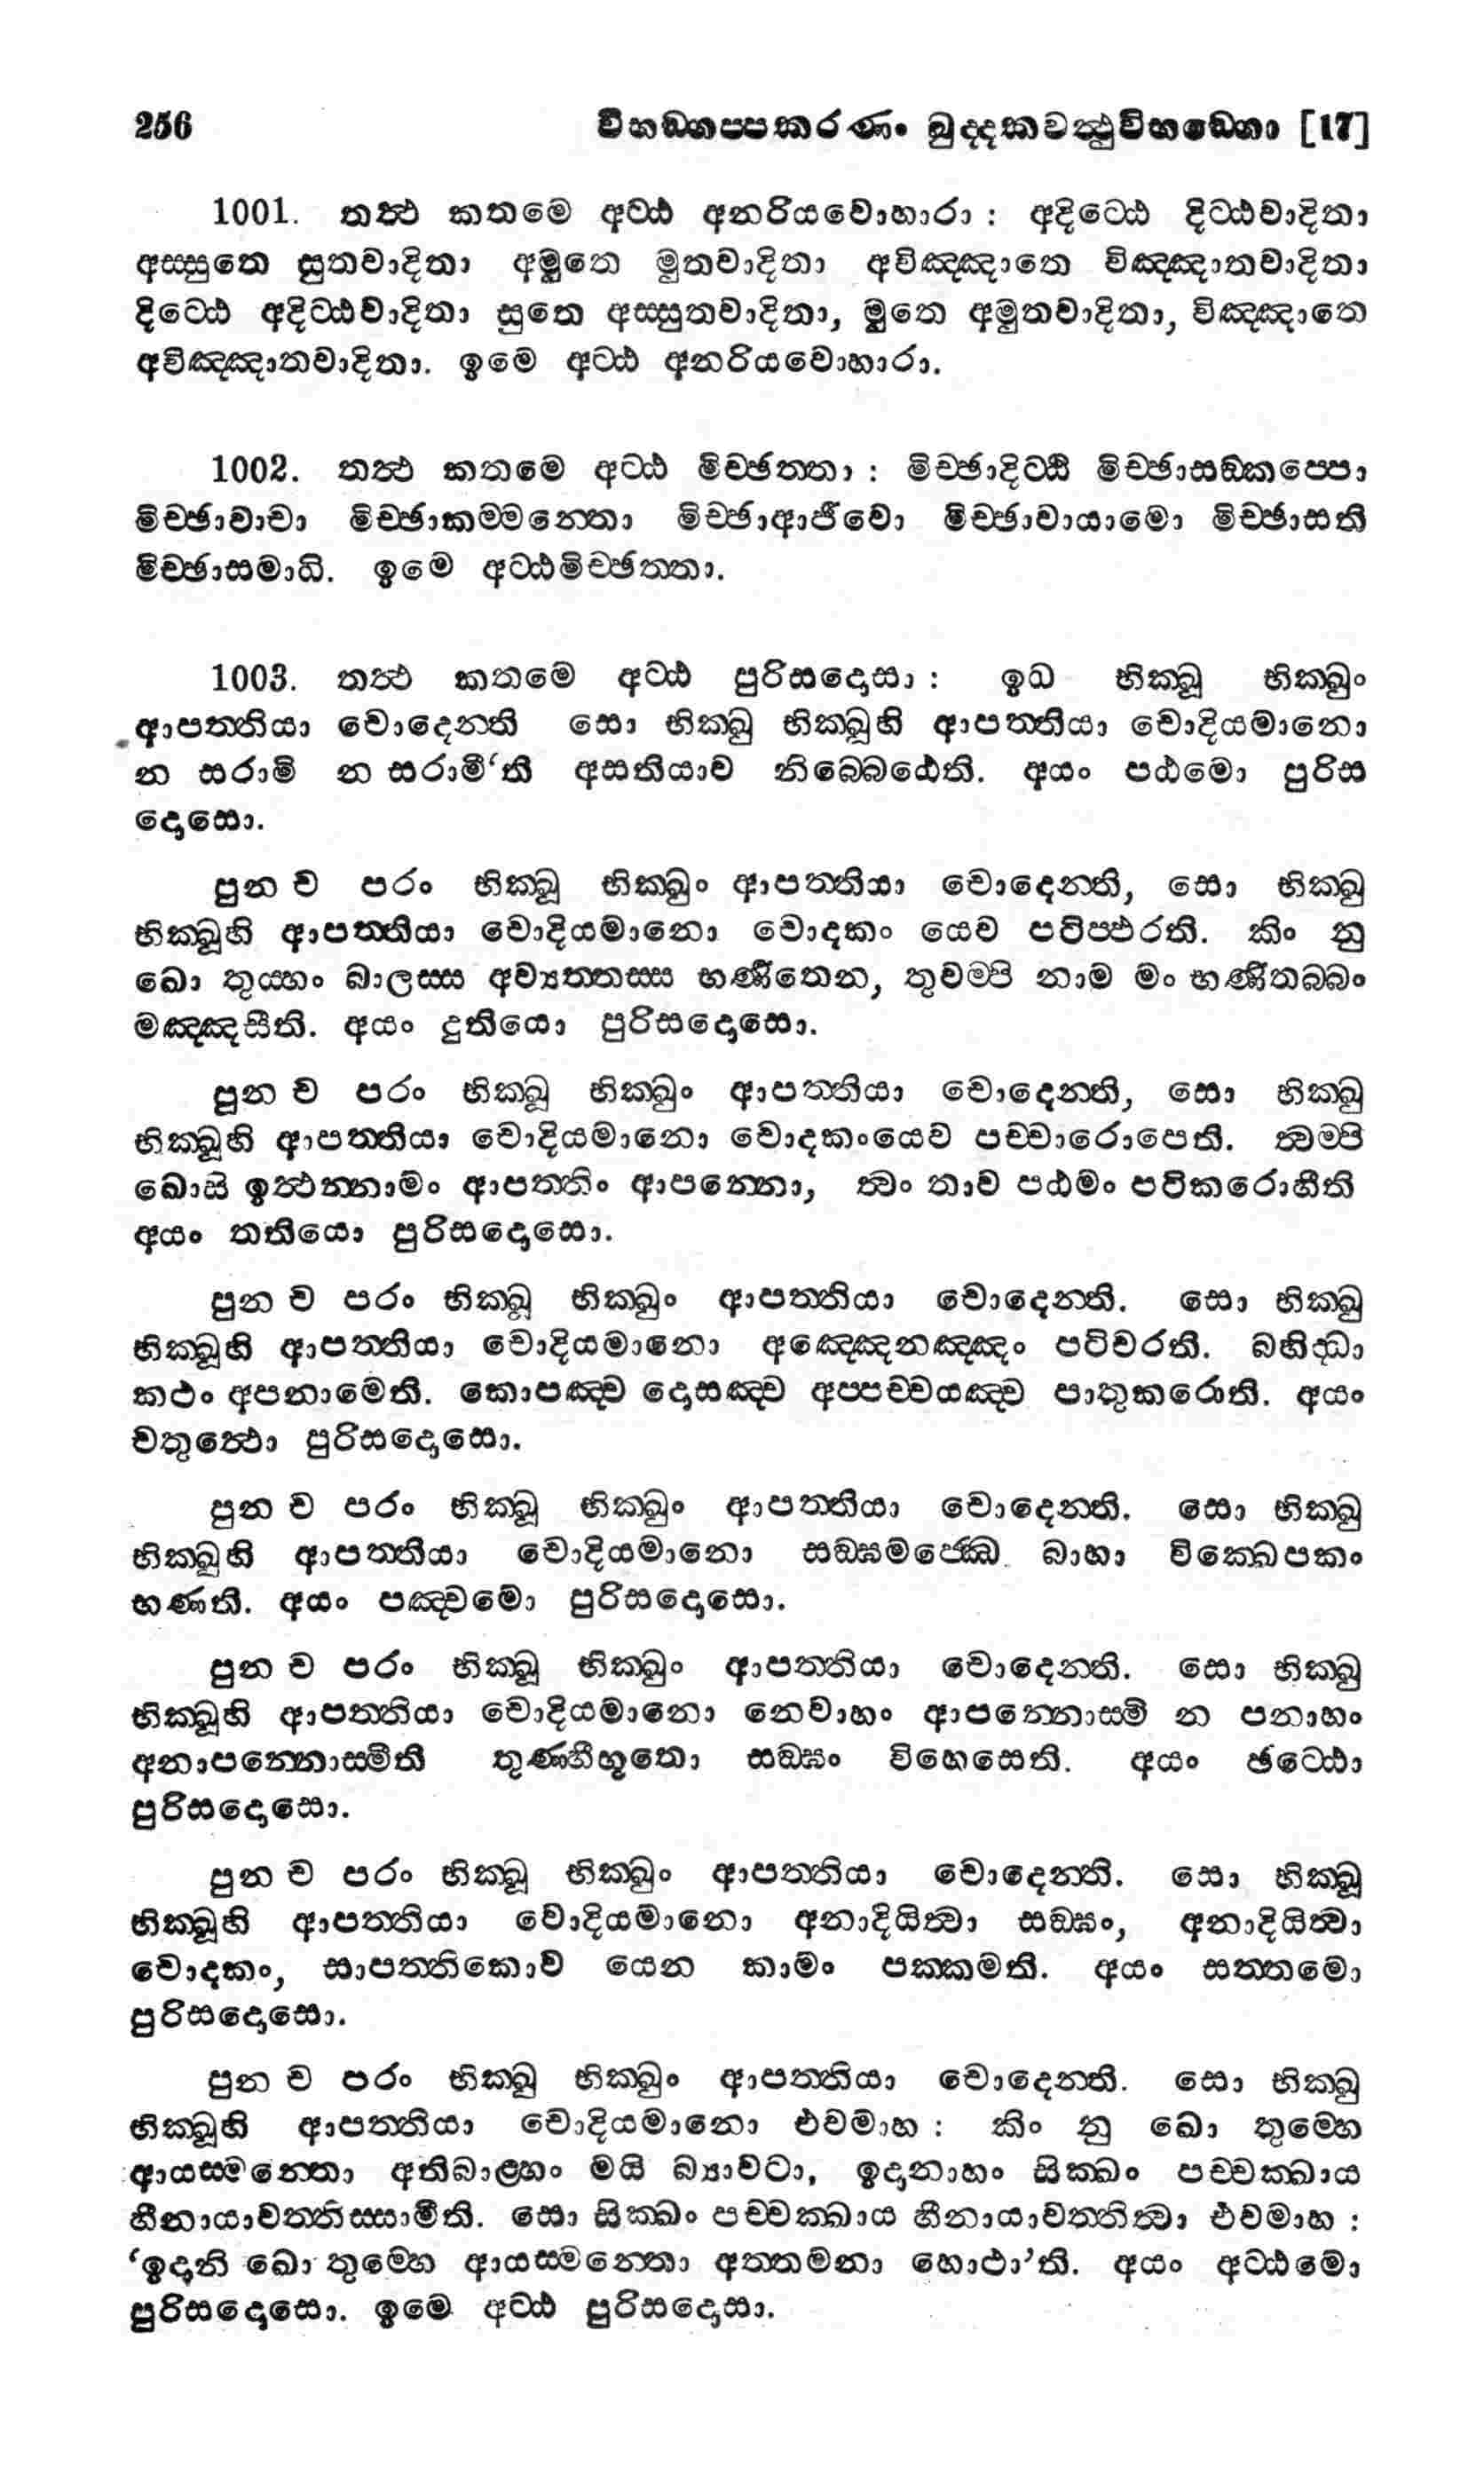 256 විභඞ්ගප්පකරණං ඛුද්දකවත්ථුවිභඞ්ගො [17]
1001. තත්ථ කතමෙ අට්ඨ අනරියවොහාරා : අදිට්ඨෙ දිට්ඨවාදිතා
අස්සුතෙ සුතවාදිතා අමුතෙ මුතවාදිතා අවිඤ්ඤාතෙ විඤ්ඤාතවාදිතා
දිට්ඨෙ අදිට්ඨවාදිතා සුතෙ අස්සුතවාදිතා, මුතෙ අමුතවාදිතා, විඤ්ඤාතෙ
අවිඤ්ඤාතවාදිතා. ඉමෙ අට්ඨ අනරියවොහාරා.
1002. තත්ථ කතමෙ අට්ඨ මිච්ඡත්තා : මිච්ඡාදිට්ඨි මිච්ඡාසඞ්කප්පො
මිච්ඡාවාචා මිච්ඡාකම්මන්තො මිච්ඡාආජීවො මිච්ඡාවායාමො මිච්ඡාසති
මිච්ඡාසමාධි. ඉමෙ අට්ඨමිච්ඡත්තා.
1003. තත්ථ කතමෙ අට්ඨ පුරිසදොසා : ඉධ භික්ඛූ භික්ඛුං
ආපත්තියා චොදෙන්ති සො භික්ඛු භික්ඛූහි ආපත්තියා චොදියමානො
න සරාමි න සරාමී‘ති අසතියාව නිබ්බෙඨෙති. අයං පඨමො පුරිස
දොසො.
පුන ච පරං භික්ඛූ භික්ඛුං ආපත්තියා චොදෙන්ති, සො භික්ඛු
භික්ඛූහි ආපත්තියා චොදියමානො චොදකං යෙව පටිප්ඵරති. කිං නු
ඛො තුය්හං බාලස්ස අව්‍යත්තස්ස භණිතෙන, තුවම්පි නාම මං භණිතබ්බං
මඤ්ඤසීති. අයං දුතියො පුරිසදොසො.
පුන ච පරං භික්ඛූ භික්ඛුං ආපත්තියා චොදෙන්ති, සො භික්ඛු
භික්ඛූහි ආපත්තියා චොදියමානො චොදකංයෙව පච්චාරොපෙති. ත්‍වම්පි
ඛොසි ඉත්ථන්නාමං ආපත්තිං ආපන්නො, ත්‍වං තාව පඨමං පටිකරොහීති
අයං තතියො පුරිසදොසො.
පුන ච පරං භික්ඛූ භික්ඛුං ආපත්තියා චොදෙන්ති. සො භික්ඛු
භික්ඛූහි ආපත්තියා චොදියමානො අඤ්ඤෙනඤ්ඤං පටිචරති. බහිද්ධා
කථං අපනාමෙති. කොපඤ්ච දොසඤ්ච අප්පච්චයඤ්ච පාතුකරොති. අයං
චතුත්ථො පුරිසදොසො.
පුන ච පරං භික්ඛූ භික්ඛුං ආපත්තියා චොදෙන්ති. සො භික්ඛු
භික්ඛුහි ආපත්තියා චොදියමානො සඞ්ඝමජ්ඣෙ බාහා වික්ඛෙපකං
භණති. අයං පඤ්චමො පුරිසදොසො.
පුන ච පරං භික්ඛූ භික්ඛුං ආපත්තියා චොදෙන්ති. සො භික්ඛු
භික්ඛූහි ආපත්තියා චොදියමානො නෙවාහං ආපන්නොස්මි න පනාහං
අනාපන්නොස්මීති තුණ්හීභූතො සඞ්ඝං විහෙසෙති. අයං ඡට්ඨො
පුරිසදොසො.
පුන ච පරං භික්ඛූ භික්ඛුං ආපත්තියා චොදෙන්ති. සො භික්ඛූ
භික්ඛූහි ආපත්තියා චොදියමානො අනාදියිත්‍වා සඞ්ඝං, අනාදියිත්‍වා
චොදකං, සාපත්තිකොව යෙන කාමං පක්කමති. අයං සත්තමො
පුරිසදොසො.
පුන ච පරං භික්ඛු භික්ඛුං ආපත්තියා චොදෙන්ති. සො භික්ඛු
භික්ඛූහි ආපත්තියා චොදියමානො එවමාහ : කිං නු ඛො තුම්හෙ
ආයස්මන්තො අතිබාළ්හං මයි බ්‍යාවටා, ඉදානාහං සික්ඛං පච්චක්ඛාය
හීනායාවත්තිස්සාමීති. සො සික්ඛං පච්චක්ඛාය හීනායාවත්තිත්‍වා එවමාහ :
‘ඉදානි ඛො තුම්හෙ ආයස්මන්තො අත්තමනා හොථා’ති. අයං අට්ඨමො
පුරිසදොසො. ඉමෙ අට්ඨ පුරිසදොසා.